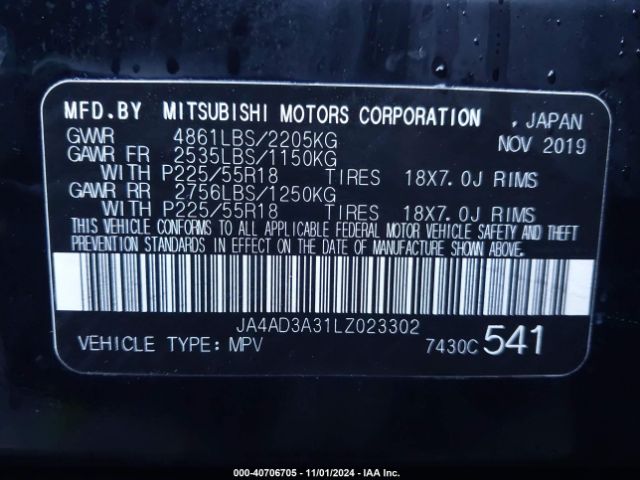 MFD.BY MITSUBISHI MOTORS CORPORATION , JAPAN
GVWR 4861LBS/2205KG NOV 2019
GAWR FR 2535LBS/1150KG
WITH P225/55R18 TIRES 18X7.0J RIMS
GAWR RR 2756LBS/1250KG
WITH P225/55R18 TIRES 18X7.0J RIMS
THIS VEHICLE CONFORMS TO ALL APPLICABLE FEDERAL MOTOR VEHICLE SAFETY AND THEFT
PREVENTION STANDARDS IN EFFECT ON THE DATE OF MANUFACTURE SHOWN ABOVE.
JA4AD3A31LZ023302
VEHICLE TYPE: MPV 7430C 541
000-40706705 - 11/01/2024 - IAA Inc.